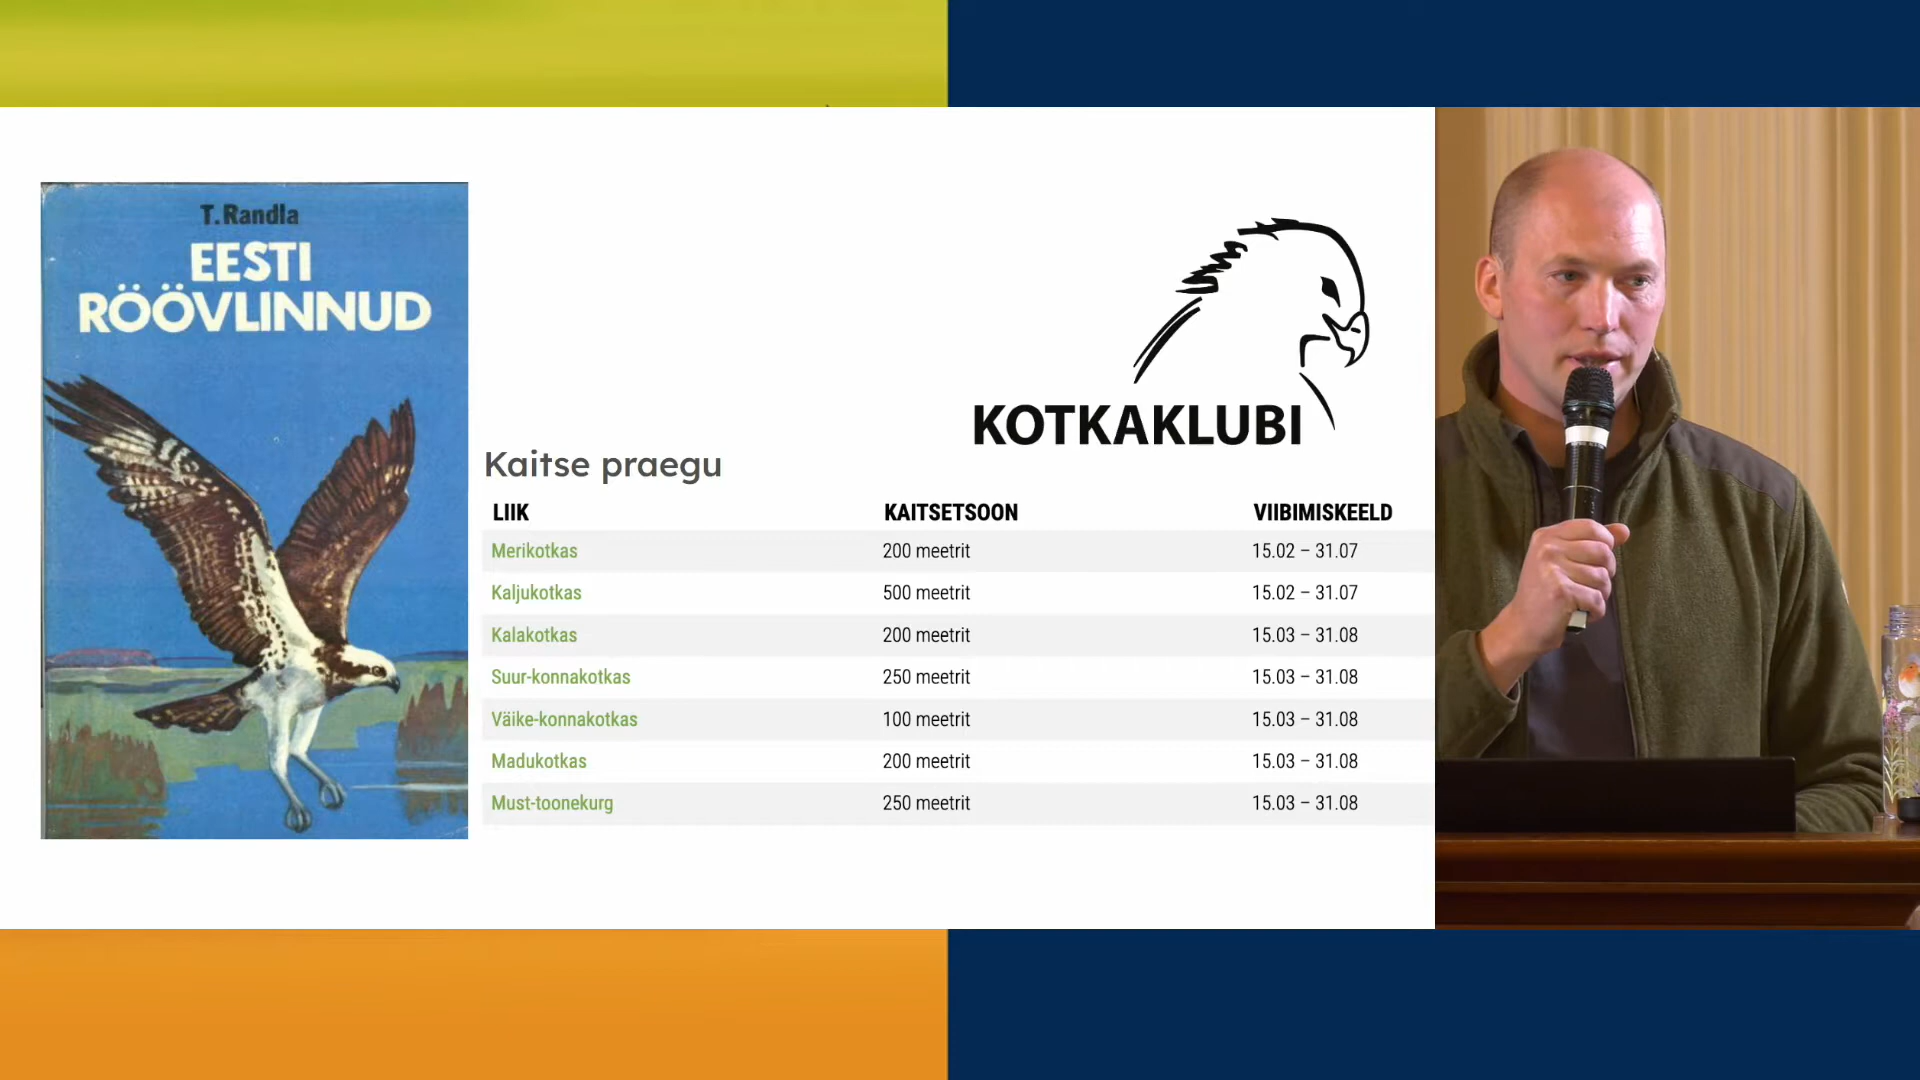 T.Randla
EESTI
RÖÖVLINNUD
KOTKAKLUBI
Kaitse praegu
LIIK KAITSETSOON VIIBIMISKEELD
Merikotkas 200 meetrit 15.02 – 31.07
Kaljukotkas 500 meetrit 15.02 – 31.07
Kalakotkas 200 meetrit 15.03 – 31.08
Suur-konnakotkas 250 meetrit 15.03 – 31.08
Väike-konnakotkas 100 meetrit 15.03 – 31.08
Madukotkas 200 meetrit 15.03 – 31.08
Must-toonekurg 250 meetrit 15.03 – 31.08